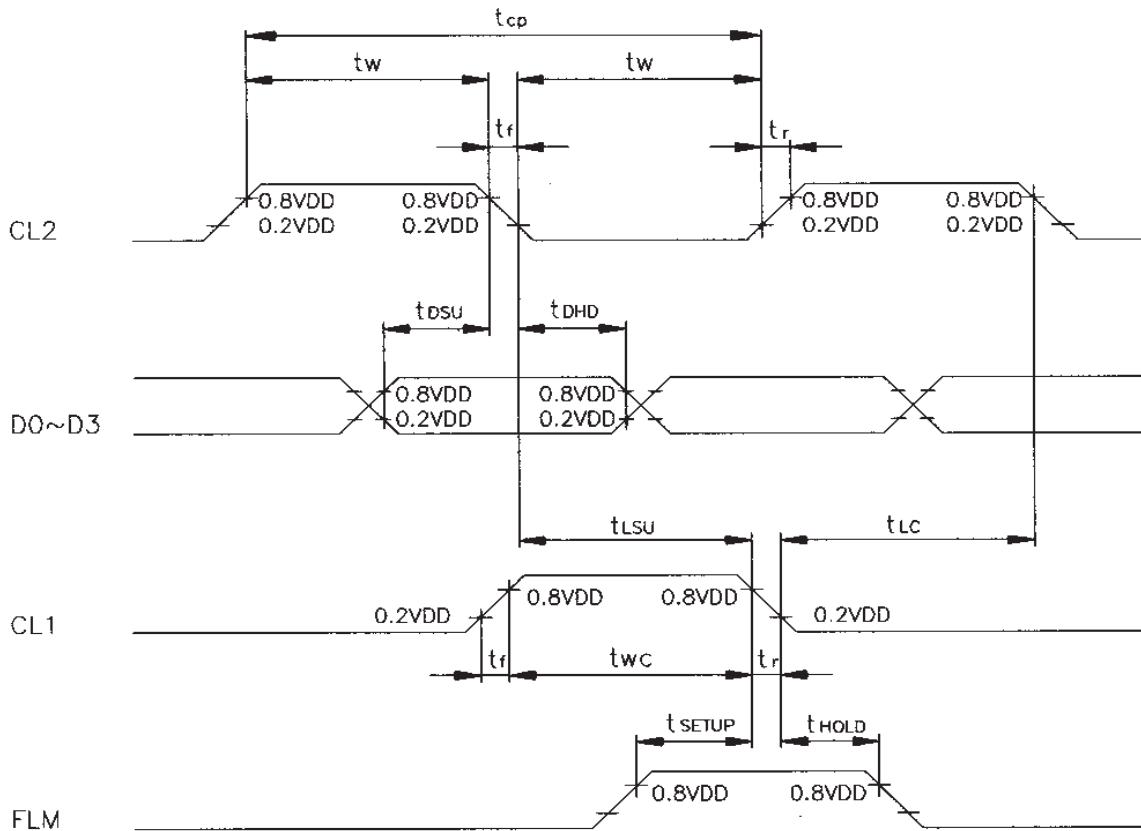 tcp
tw tw
tf tr
CL2 0.8VDD 0.8VDD 0.8VDD 0.8VDD
0.2VDD 0.2VDD 0.2VDD 0.2VDD
tDSU tDHD
D0~D3 0.8VDD 0.8VDD
0.2VDD 0.2VDD
tLSU tLC
CL1 0.2VDD 0.8VDD 0.8VDD 0.2VDD
tf twc tr
tSETUP tHOLD
FLM 0.8VDD 0.8VDD